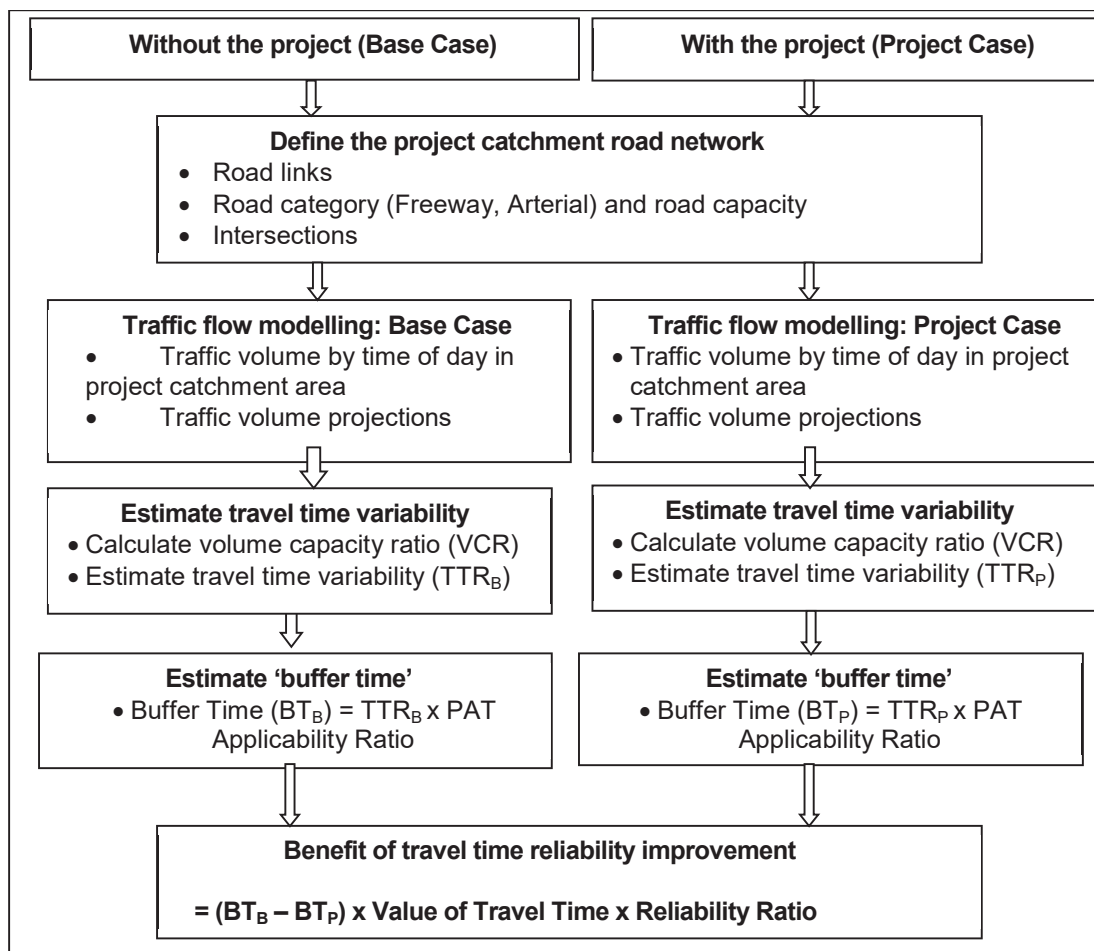 Without the project (Base Case)
With the project (Project Case)
Define the project catchment road network
• Road links
• Road category (Freeway, Arterial) and road capacity
• Intersections
Traffic flow modelling: Base Case
• Traffic volume by time of day in
project catchment area
• Traffic volume projections
Traffic flow modelling: Project Case
• Traffic volume by time of day in project
catchment area
• Traffic volume projections
Estimate travel time variability
• Calculate volume capacity ratio (VCR)
• Estimate travel time variability (TTRB)
Estimate travel time variability
• Calculate volume capacity ratio (VCR)
• Estimate travel time variability (TTRP)
Estimate ‘buffer time’
• Buffer Time (BTB) = TTRB x PAT
Applicability Ratio
Estimate ‘buffer time’
• Buffer Time (BTP) = TTRP x PAT
Applicability Ratio
Benefit of travel time reliability improvement
= (BTB – BTP) x Value of Travel Time x Reliability Ratio